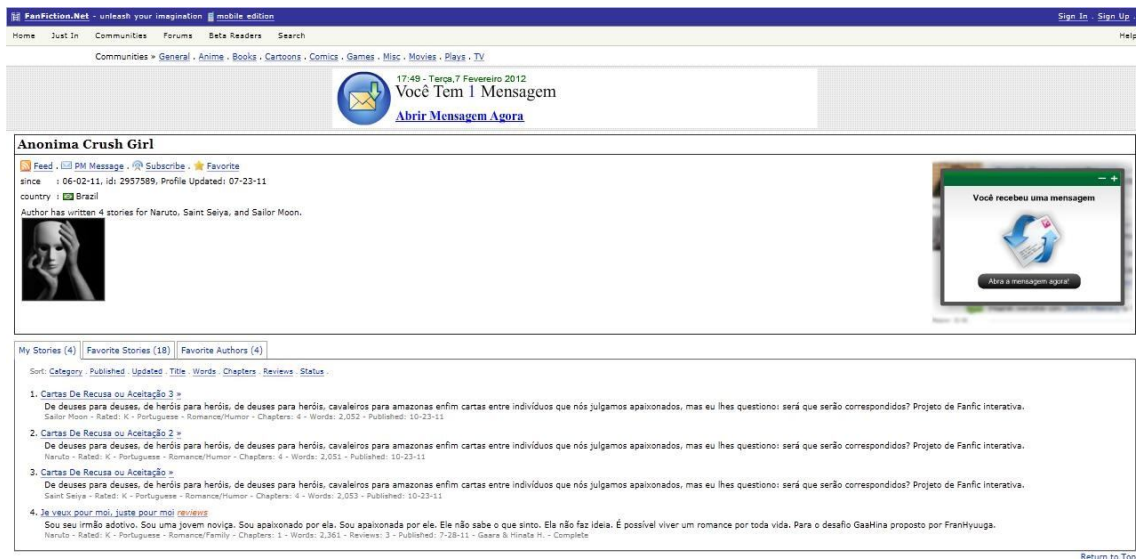 FanFiction.Net - unleash your imagination mobile edition Sign In . Sign Up .
Home Just In Communities Forums Beta Readers Search Help
Communities » General . Anime . Books . Cartoons . Comics . Games . Misc . Movies . Plays . TV
17:49 - Terça,7 Fevereiro 2012
Você Tem 1 Mensagem
Abrir Mensagem Agora
Anonima Crush Girl
Feed . PM Message . Subscribe . Favorite
since : 06-02-11, id: 2957589, Profile Updated: 07-23-11
country : Brazil
Author has written 4 stories for Naruto, Saint Seiya, and Sailor Moon.
Você recebeu uma mensagem
Abra a mensagem agora!
My Stories (4) Favorite Stories (18) Favorite Authors (4)
Sort: Category . Published . Updated . Title . Words . Chapters . Reviews . Status .
1. Cartas De Recusa ou Aceitação 3 »
De deuses para deuses, de heróis para heróis, de deuses para heróis, cavaleiros para amazonas enfim cartas entre indivíduos que nós julgamos apaixonados, mas eu lhes questiono: será que serão correspondidos? Projeto de Fanfic interativa.
Sailor Moon - Rated: K - Portuguese - Romance/Humor - Chapters: 4 - Words: 2,052 - Published: 10-23-11
2. Cartas De Recusa ou Aceitação 2 »
De deuses para deuses, de heróis para heróis, de deuses para heróis, cavaleiros para amazonas enfim cartas entre indivíduos que nós julgamos apaixonados, mas eu lhes questiono: será que serão correspondidos? Projeto de Fanfic interativa.
Naruto - Rated: K - Portuguese - Romance/Humor - Chapters: 4 - Words: 2,051 - Published: 10-23-11
3. Cartas De Recusa ou Aceitação »
De deuses para deuses, de heróis para heróis, de deuses para heróis, cavaleiros para amazonas enfim cartas entre indivíduos que nós julgamos apaixonados, mas eu lhes questiono: será que serão correspondidos? Projeto de Fanfic interativa.
Saint Seiya - Rated: K - Portuguese - Romance/Humor - Chapters: 4 - Words: 2,053 - Published: 10-23-11
4. Je veux pour moi, juste pour moi reviews
Sou seu irmão adotivo. Sou uma jovem noviça. Sou apaixonado por ela. Sou apaixonada por ele. Ele não sabe o que sinto. Ela não faz ideia. É possível viver um romance por toda vida. Para o desafio GaaHina proposto por FranHyuuga.
Naruto - Rated: K - Portuguese - Romance/Family - Chapters: 1 - Words: 2,361 - Reviews: 3 - Published: 7-28-11 - Gaara & Hinata H. - Complete
Return to Top